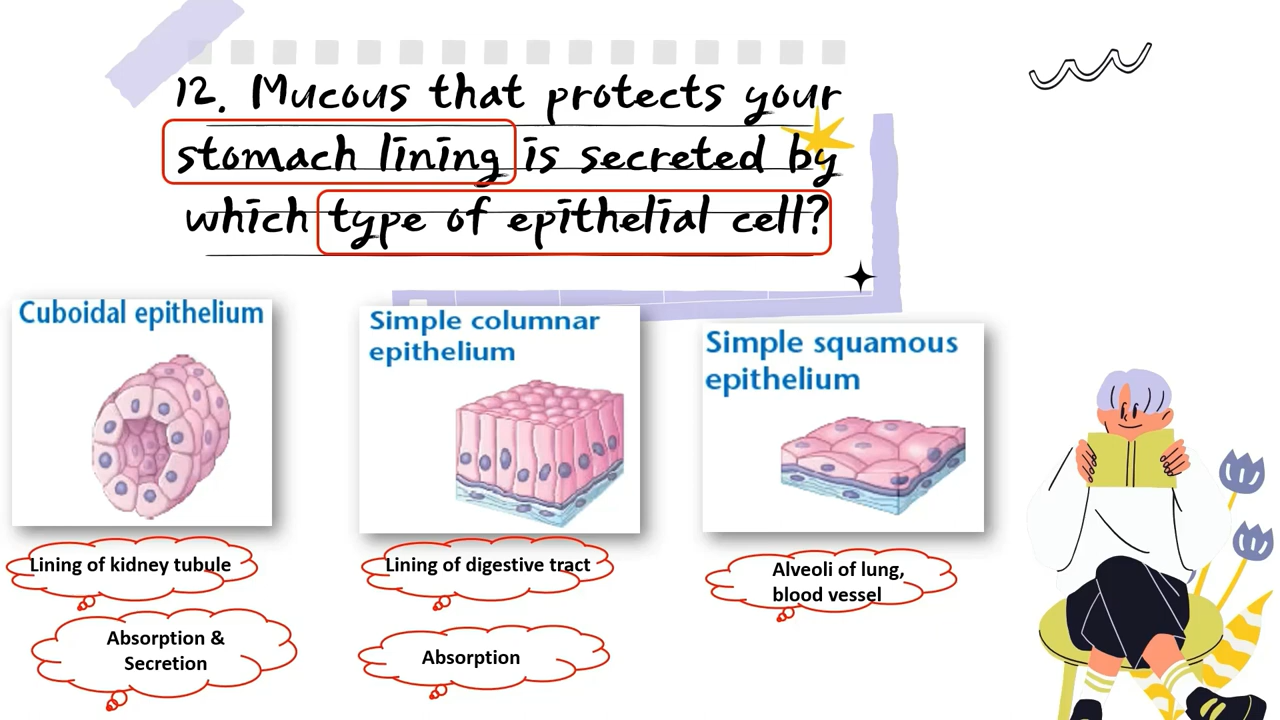 12. Mucous that protects your
stomach lining is secreted by
which type of epithelial cell?
Cuboidal epithelium
Lining of kidney tubule
Absorption &
Secretion
Simple columnar
epithelium
Lining of digestive tract
Absorption
Simple squamous
epithelium
Alveoli of lung,
blood vessel